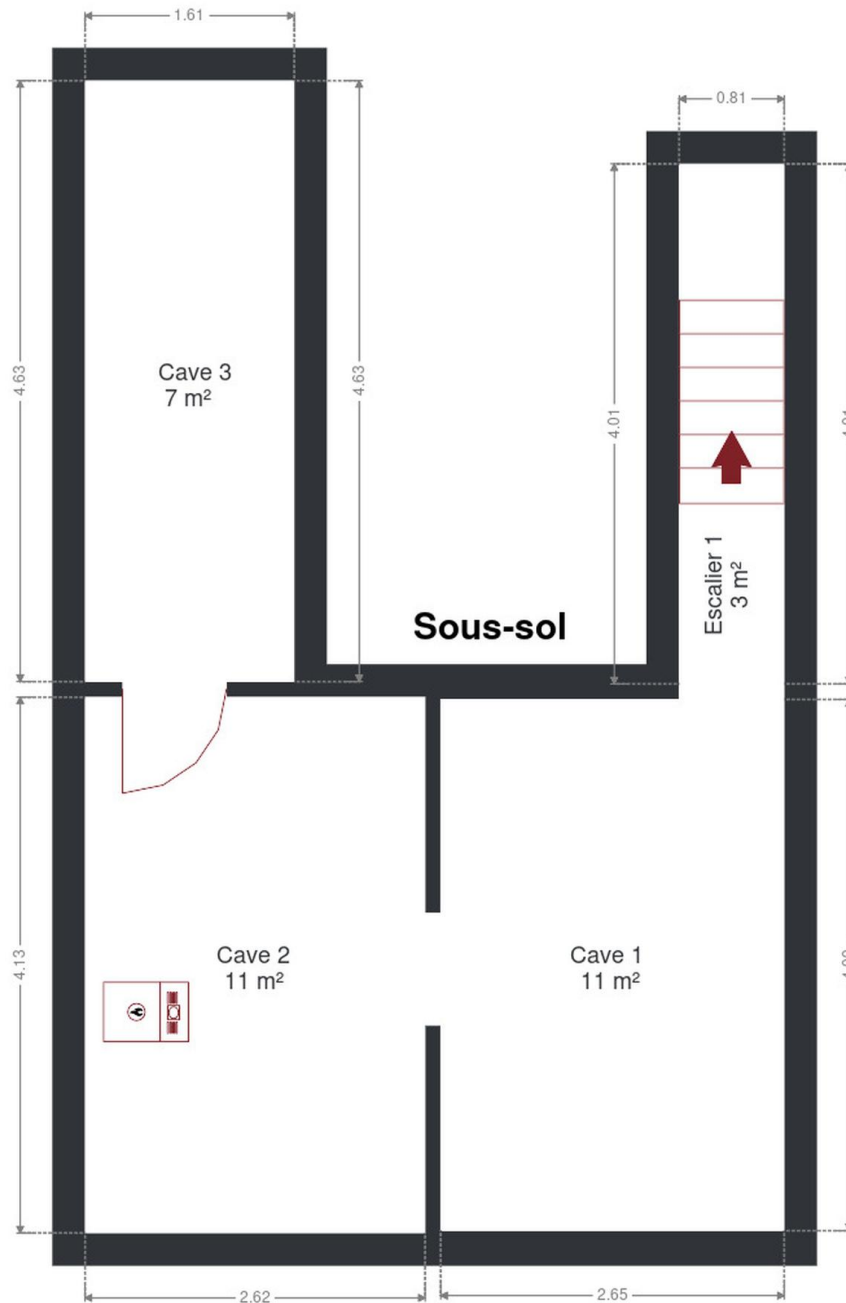 1.61
0.81
4.63
Cave 3
7 m²
4.63
4.01
Escalier 1
3 m²
Sous-sol
4.13
Cave 2
11 m²
Cave 1
11 m²
2.62
2.65